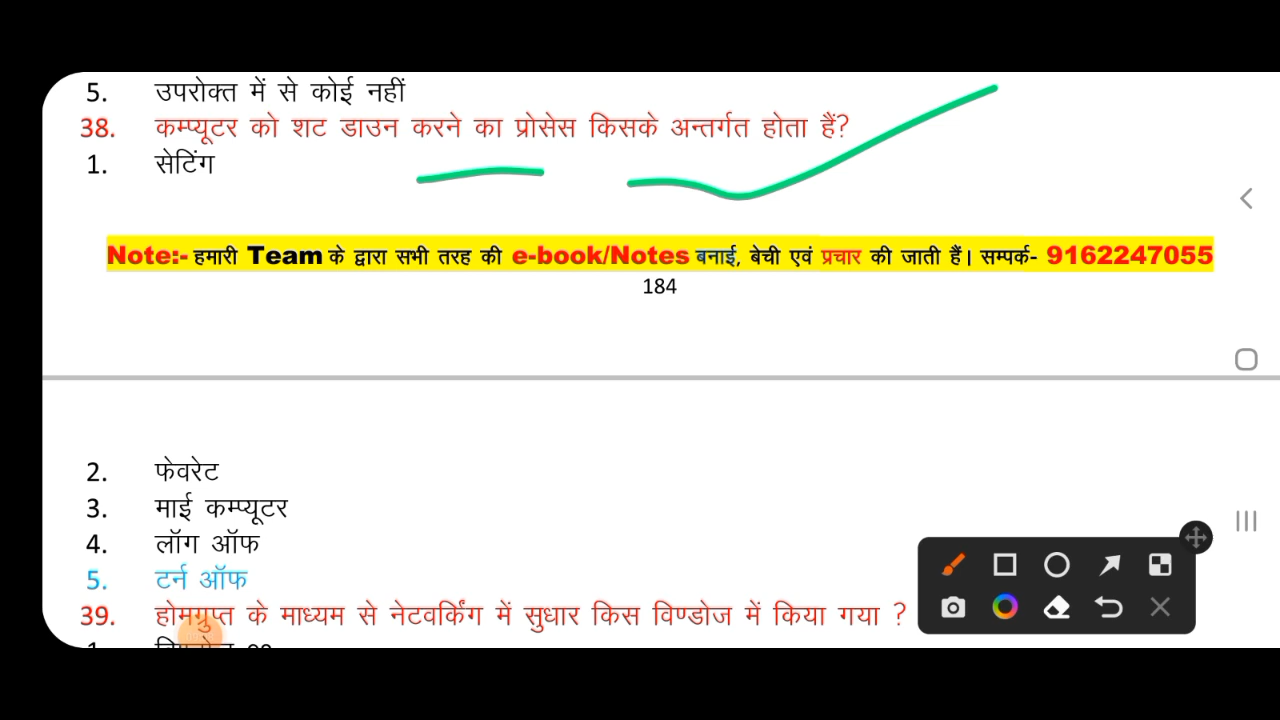 5. उपरोक्त में से कोई नहीं
38. कम्प्यूटर को शट डाउन करने का प्रोसेस किसके अन्तर्गत होता हैं?
1. सेटिंग
Note:- हमारी Team के द्वारा सभी तरह की e-book/Notes बनाई, बेची एवं प्रचार की जाती हैं। सम्पर्क- 9162247055
184
2. फेवरेट
3. माई कम्प्यूटर
4. लॉग ऑफ
5. टर्न ऑफ
39. होमग्रुप्त के माध्यम से नेटवर्किंग में सुधार किस विण्डोज में किया गया ?